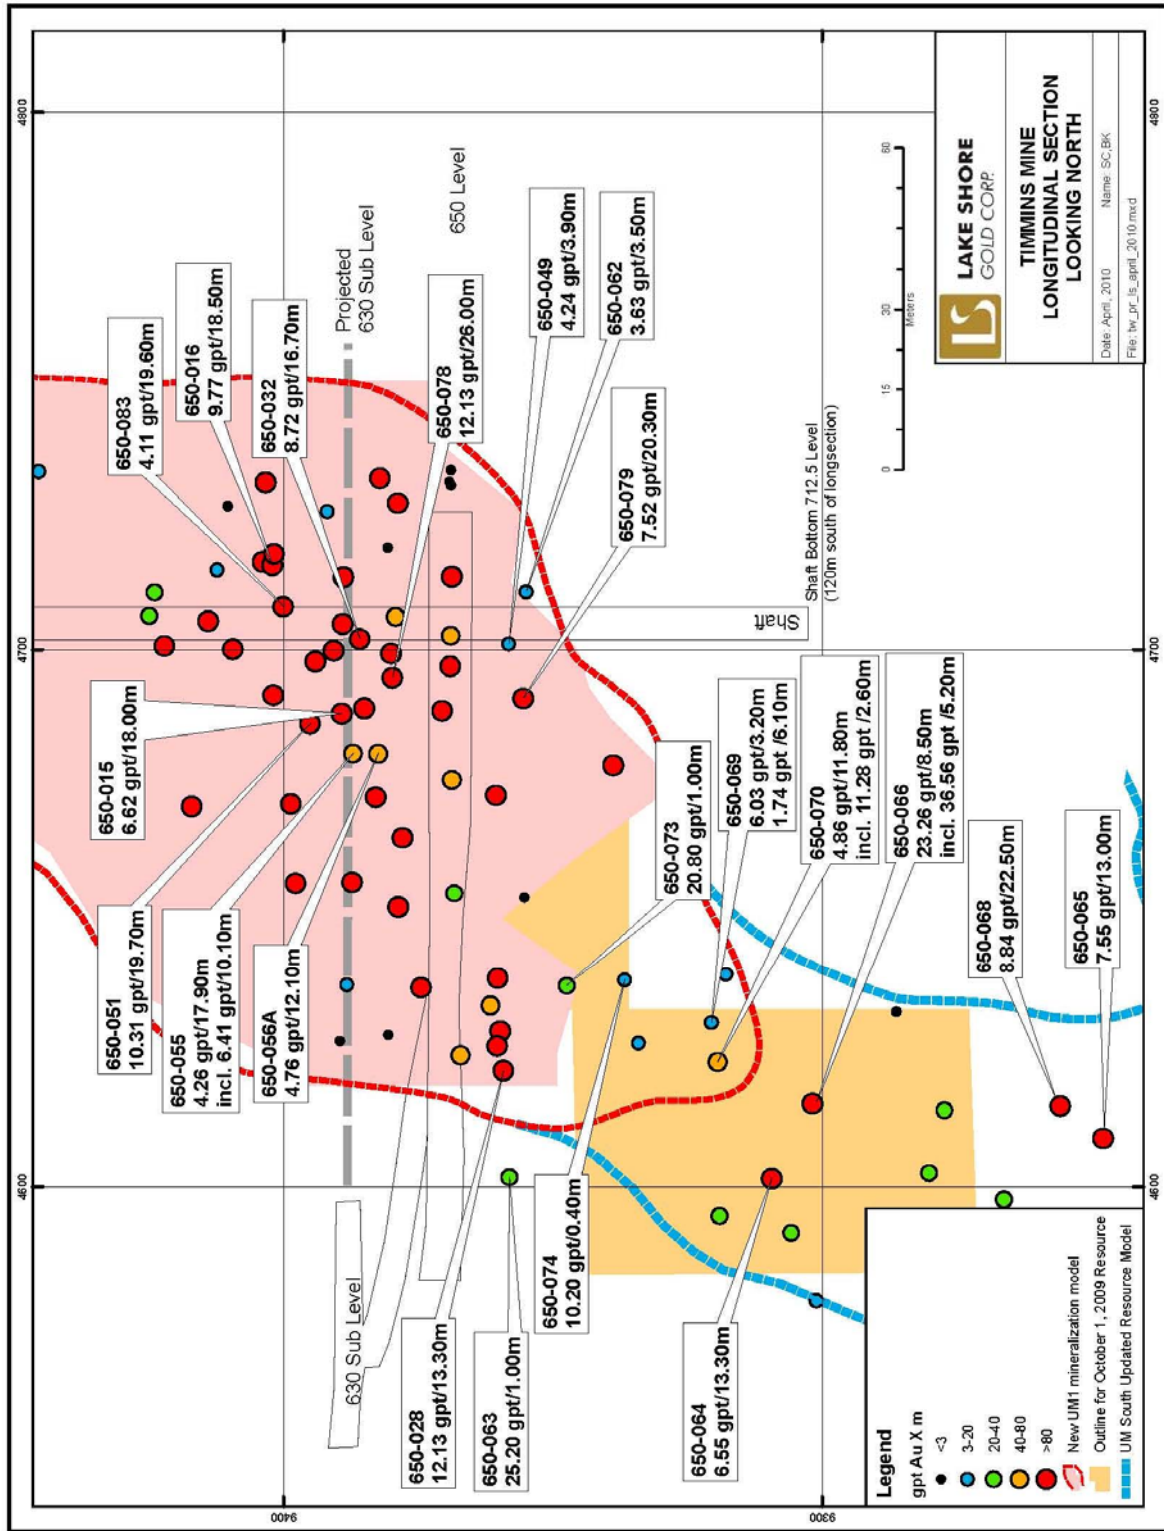 4800
4700
4600
9400
9300
4800
4700
4600
650-083
4.11 gpt/19.60m
650-016
9.77 gpt/18.50m
650-032
8.72 gpt/16.70m
Projected
630 Sub Level
650 Level
650-078
12.13 gpt/26.00m
650-049
4.24 gpt/3.90m
650-062
3.63 gpt/3.50m
650-079
7.52 gpt/20.30m
650-015
6.62 gpt/18.00m
650-051
10.31 gpt/19.70m
650-055
4.26 gpt/17.90m
incl. 6.41 gpt/10.10m
650-056A
4.76 gpt/12.10m
Shaft
Shaft Bottom 712.5 Level
(120m south of longsection)
650-073
20.80 gpt/1.00m
650-069
6.03 gpt/3.20m
1.74 gpt /6.10m
650-070
4.86 gpt/11.80m
incl. 11.28 gpt /2.60m
650-066
23.26 gpt/8.50m
incl. 36.56 gpt /5.20m
650-068
8.84 gpt/22.50m
650-065
7.55 gpt/13.00m
630 Sub Level
650-028
12.13 gpt/13.30m
650-063
25.20 gpt/1.00m
650-074
10.20 gpt/0.40m
650-064
6.55 gpt/13.30m
Legend
gpt Au X m
<3
3-20
20-40
40-80
>80
New UM1 mineralization model
Outline for October 1, 2009 Resource
UM South Updated Resource Model
0 15 30 60
Meters
LS
LAKE SHORE
GOLD CORP.
TIMMINS MINE
LONGITUDINAL SECTION
LOOKING NORTH
Date: April, 2010 Name: SC,BK
File: tw_pr_ls_april_2010.mxd